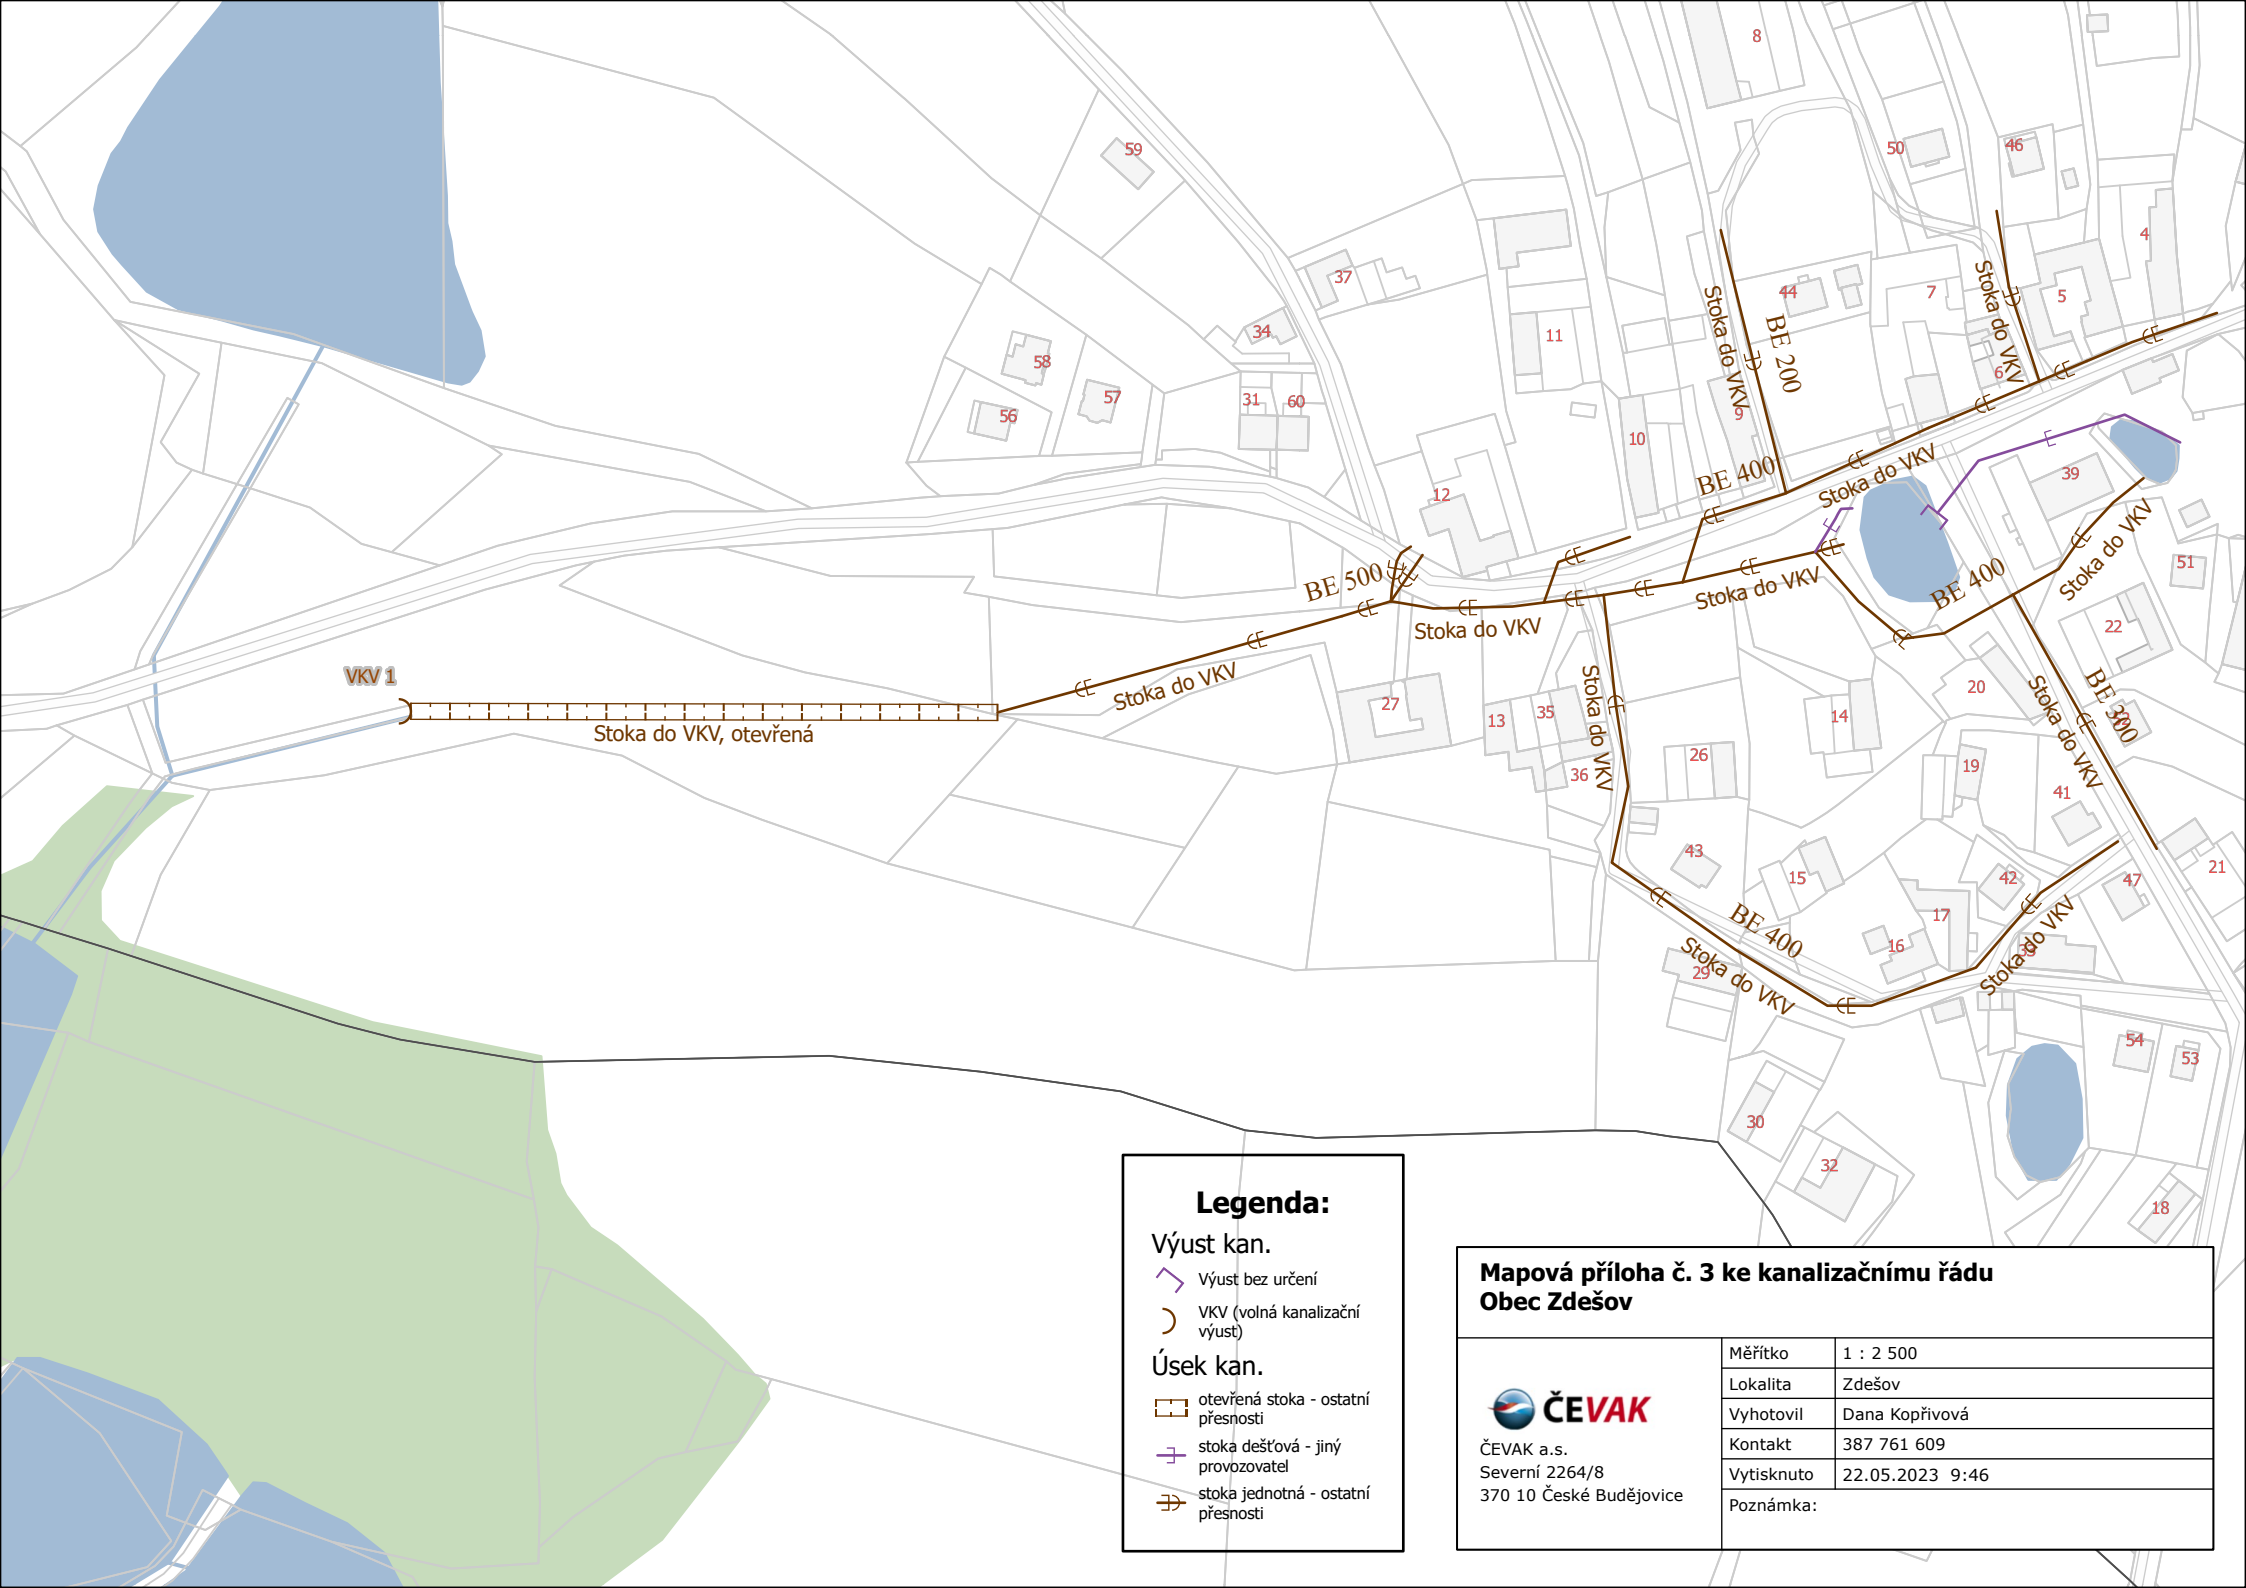 8
59
50
46
4
37
44
7
5
Stoka do VKV
Stoka do VKV
BE 200
34
11
58
6
57
31
60
56
9
10
BE 400
Stoka do VKV
39
12
BE 500
Stoka do VKV
BE 400
Stoka do VKV
51
Stoka do VKV
22
VKV 1
Stoka do VKV
Stoka do VKV
20
Stoka do VKV
BE 300
27
13
35
14
Stoka do VKV, otevřená
26
36
19
41
43
15
42
47
21
BE 400
17
16
Stoka do VKV
Stoka do VKV
29
54
53
30
32
18
Legenda:
Výust kan.
Výust bez určení
VKV (volná kanalizační
výust)
Úsek kan.
otevřená stoka - ostatní
přesnosti
stoka dešťová - jiný
provozovatel
stoka jednotná - ostatní
přesnosti
Mapová příloha č. 3 ke kanalizačnímu řádu
Obec Zdešov
ČEVAK
ČEVAK a.s.
Severní 2264/8
370 10 České Budějovice
Měřítko 1 : 2 500
Lokalita Zdešov
Vyhotovil Dana Kopřivová
Kontakt 387 761 609
Vytisknuto 22.05.2023 9:46
Poznámka: